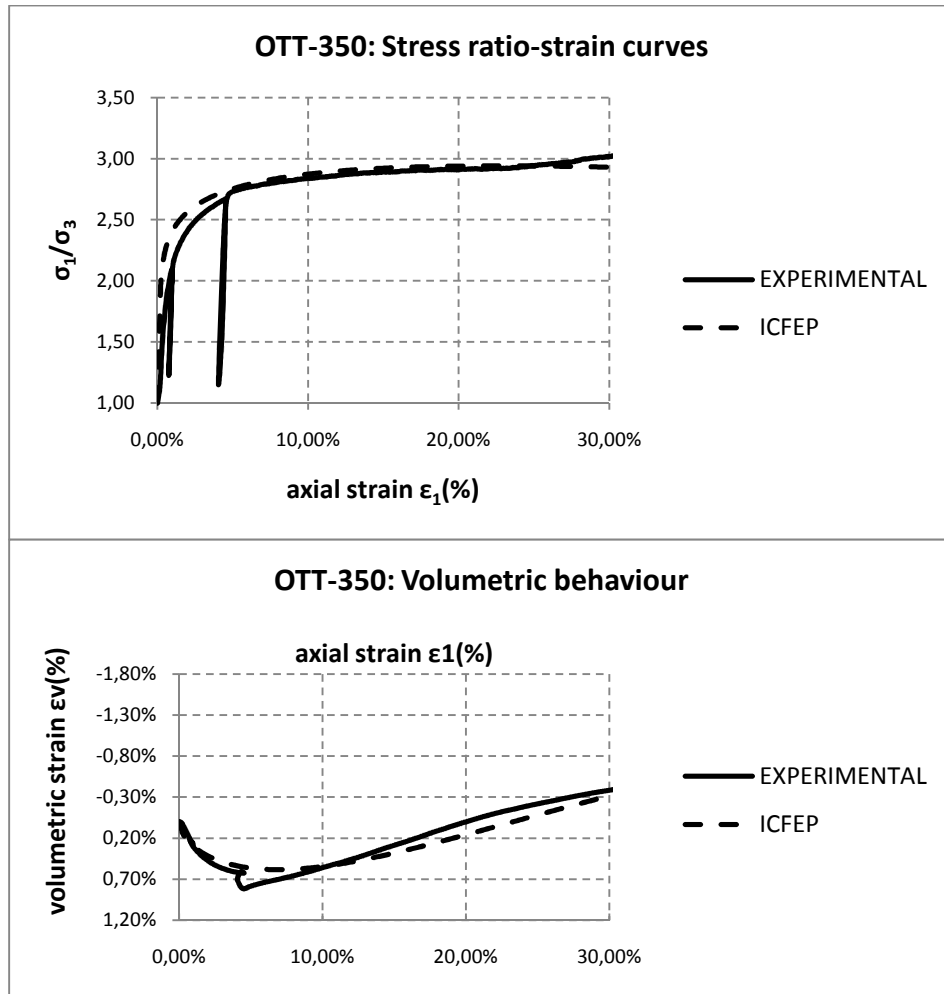 OTT-350: Stress ratio-strain curves
3,50
3,00
2,50
2,00
1,50
1,00
σ1/σ3
0,00% 10,00% 20,00% 30,00%
axial strain ε1(%)
EXPERIMENTAL
ICFEP
OTT-350: Volumetric behaviour
axial strain ε1(%)
-1,80%
-1,30%
-0,80%
-0,30%
0,20%
0,70%
1,20%
volumetric strain εv(%)
0,00% 10,00% 20,00% 30,00%
EXPERIMENTAL
ICFEP